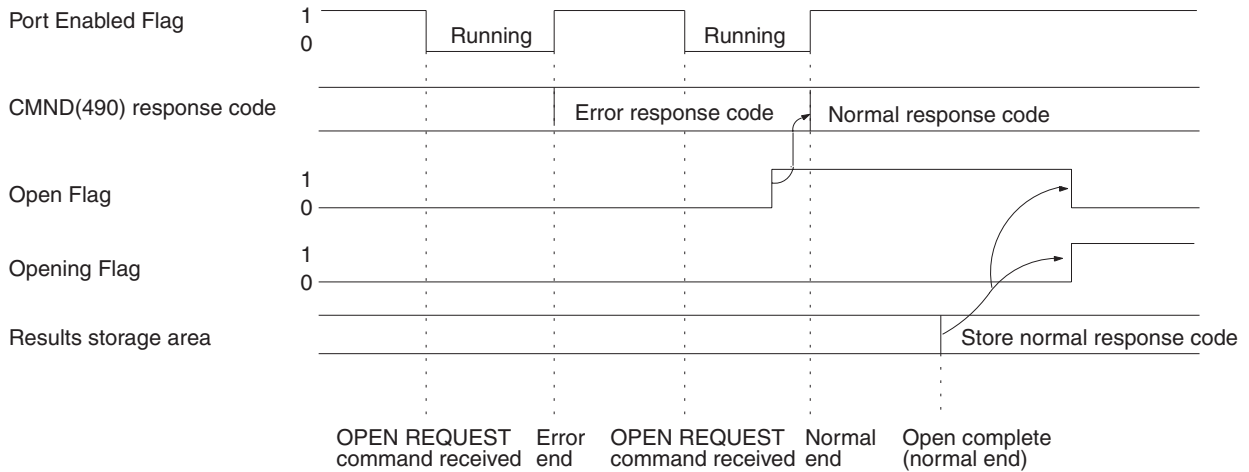 Port Enabled Flag
1
0
Running
Running
CMND(490) response code
Error response code
Normal response code
Open Flag
1
0
Opening Flag
1
0
Results storage area
Store normal response code
OPEN REQUEST command received
Error end
OPEN REQUEST command received
Normal end
Open complete (normal end)